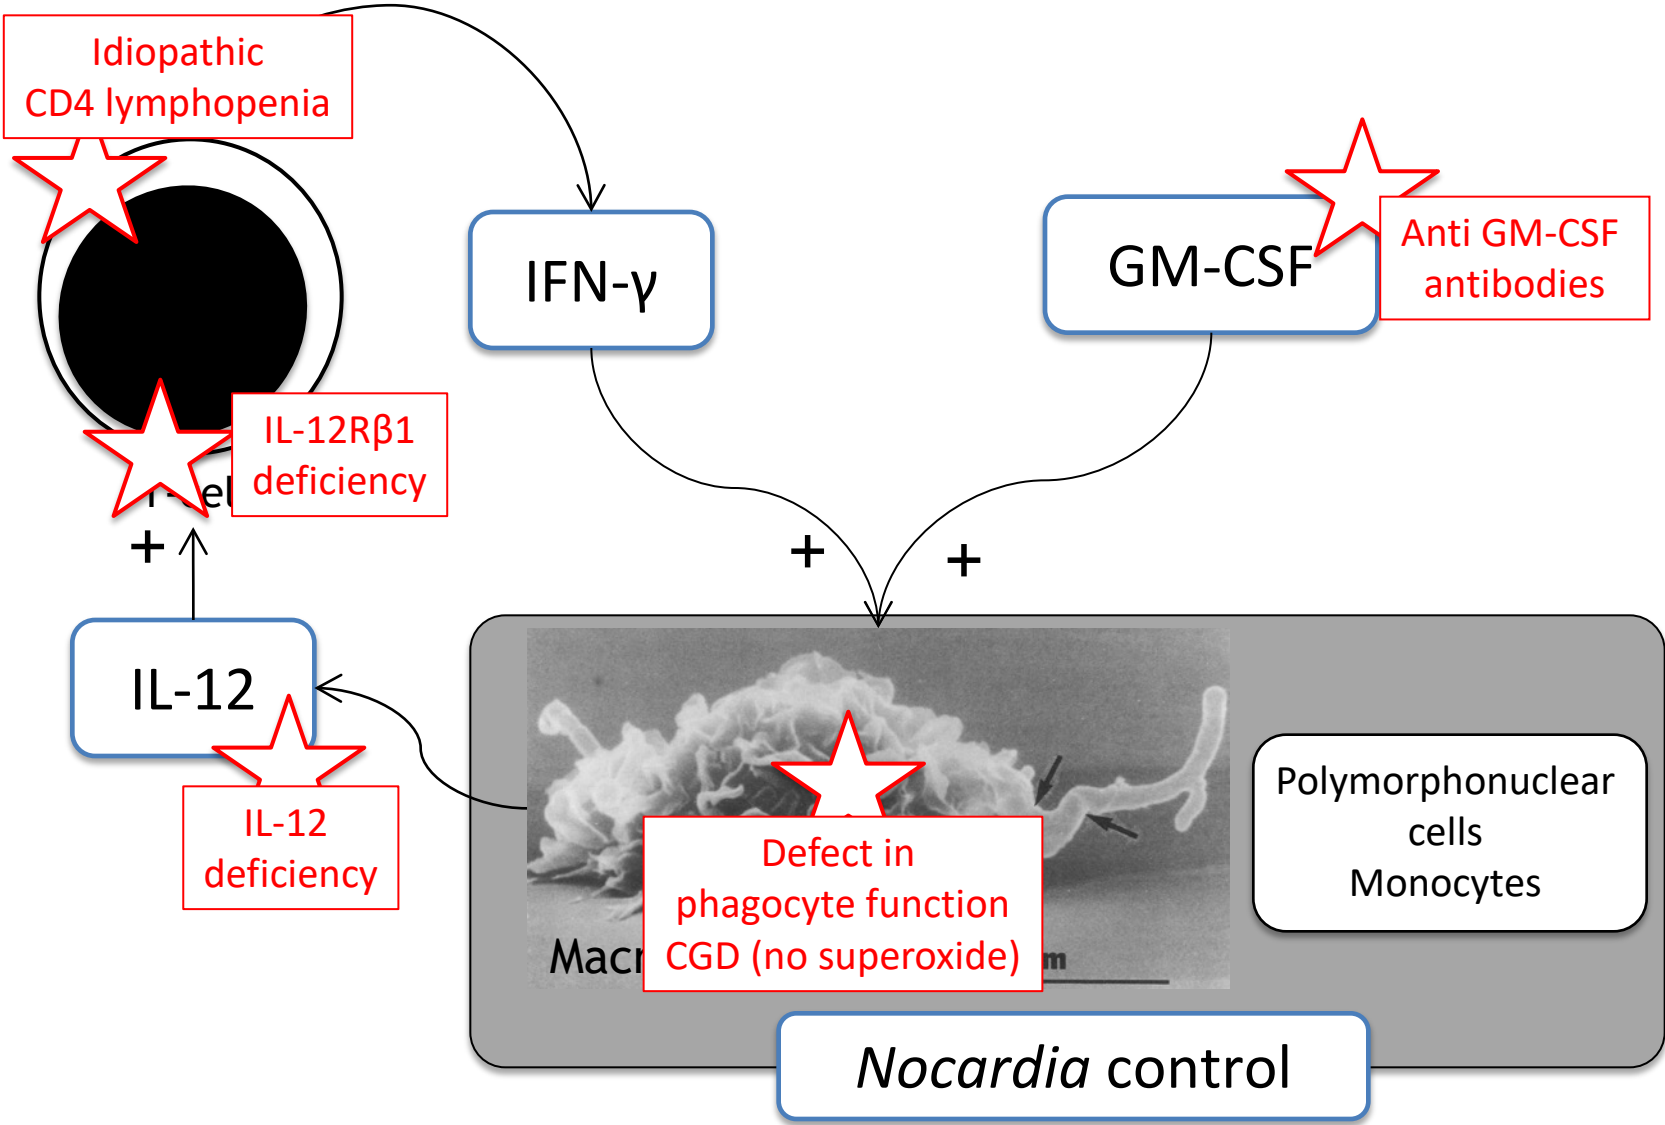 Idiopathic
CD4 lymphopenia
IFN-γ
GM-CSF
Anti GM-CSF
antibodies
IL-12Rβ1
deficiency
+
+
+
IL-12
IL-12
deficiency
Defect in
phagocyte function
CGD (no superoxide)
Polymorphonuclear
cells
Monocytes
Nocardia control